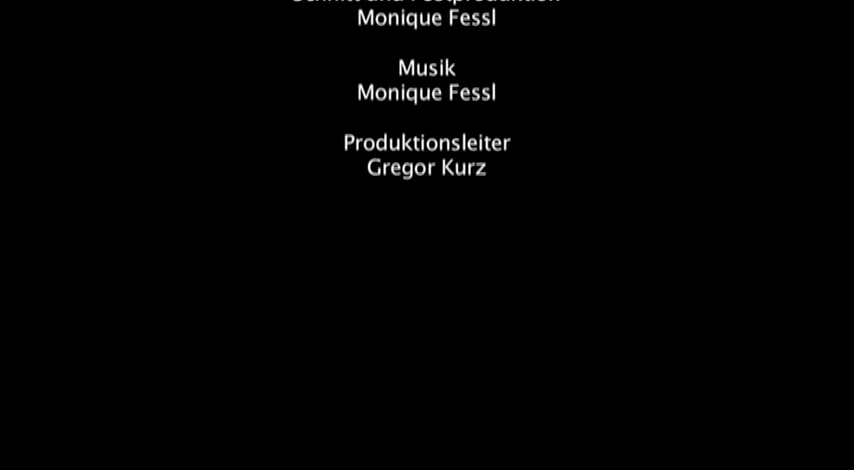 Monique Fessl
Musik
Monique Fessl
Produktionsleiter
Gregor Kurz